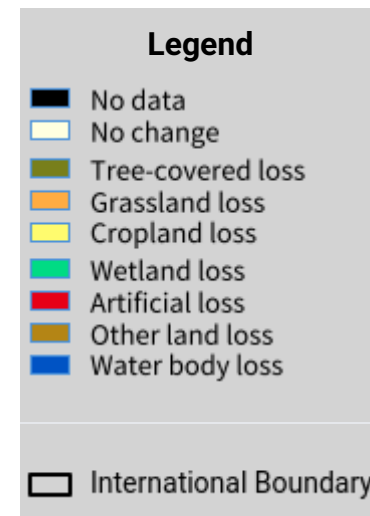 Legend
No data
No change
Tree-covered loss
Grassland loss
Cropland loss
Wetland loss
Artificial loss
Other land loss
Water body loss
International Boundary